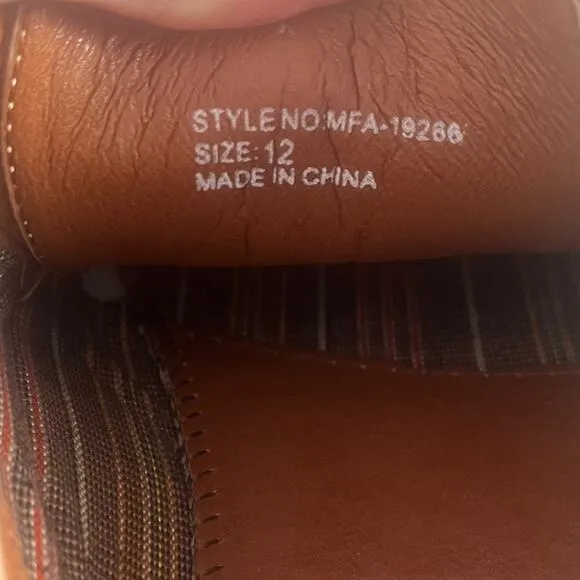 STYLE NO:MFA-19266
SIZE: 12
MADE IN CHINA